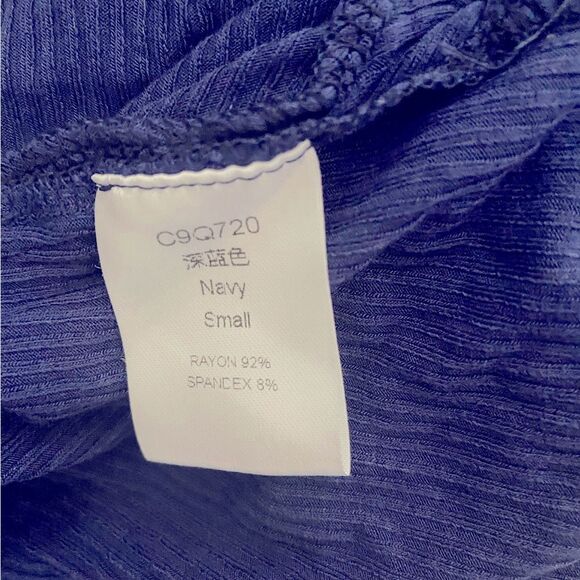 C9Q720
深蓝色
Navy
Small
RAYON 92%
SPANDEX 8%